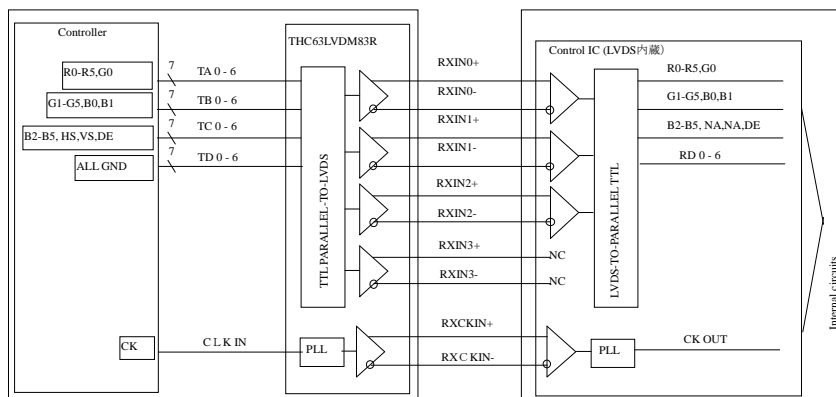 Controller
R0-R5,G0
G1-G5,B0,B1
B2-B5, HS,VS,DE
ALL GND
CK
7
TA 0 - 6
7
TB 0 - 6
7
TC 0 - 6
7
TD 0 - 6
C L K IN
THC63LVDM83R
TTL PARALLEL-TO-LVDS
PLL
RXIN0+
RXIN0-
RXIN1+
RXIN1-
RXIN2+
RXIN2-
RXIN3+
RXIN3-
RXCKIN+
RX C KIN-
NC
NC
Control IC (LVDS内蔵)
LVDS-TO-PARALLEL TTL
PLL
R0-R5,G0
G1-G5,B0,B1
B2-B5, NA,NA,DE
RD 0 - 6
CK OUT
Internal circuits